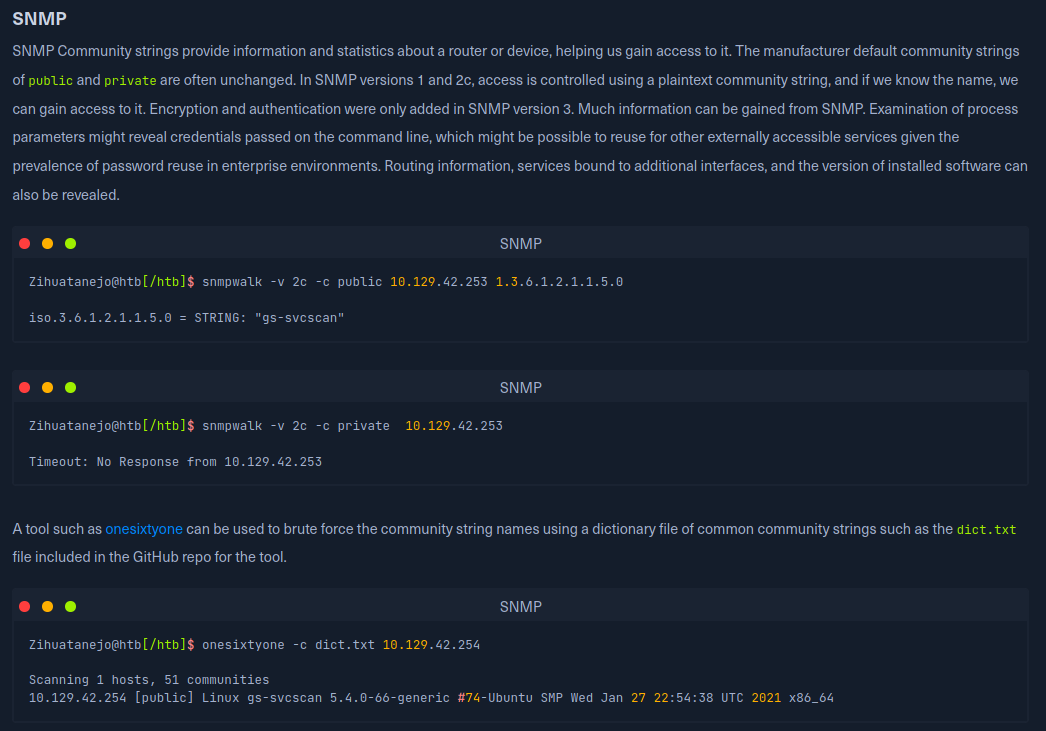 SNMP
SNMP Community strings provide information and statistics about a router or device, helping us gain access to it. The manufacturer default community strings
of public and private are often unchanged. In SNMP versions 1 and 2c, access is controlled using a plaintext community string, and if we know the name, we
can gain access to it. Encryption and authentication were only added in SNMP version 3. Much information can be gained from SNMP. Examination of process
parameters might reveal credentials passed on the command line, which might be possible to reuse for other externally accessible services given the
prevalence of password reuse in enterprise environments. Routing information, services bound to additional interfaces, and the version of installed software can
also be revealed.
SNMP
Zihuatanejo@htb[/htb]$ snmpwalk -v 2c -c public 10.129.42.253 1.3.6.1.2.1.1.5.0
iso.3.6.1.2.1.1.5.0 = STRING: "gs-svcscan"
SNMP
Zihuatanejo@htb[/htb]$ snmpwalk -v 2c -c private  10.129.42.253
Timeout: No Response from 10.129.42.253
A tool such as onesixtyone can be used to brute force the community string names using a dictionary file of common community strings such as the dict.txt
file included in the GitHub repo for the tool.
SNMP
Zihuatanejo@htb[/htb]$ onesixtyone -c dict.txt 10.129.42.254
Scanning 1 hosts, 51 communities
10.129.42.254 [public] Linux gs-svcscan 5.4.0-66-generic #74-Ubuntu SMP Wed Jan 27 22:54:38 UTC 2021 x86_64